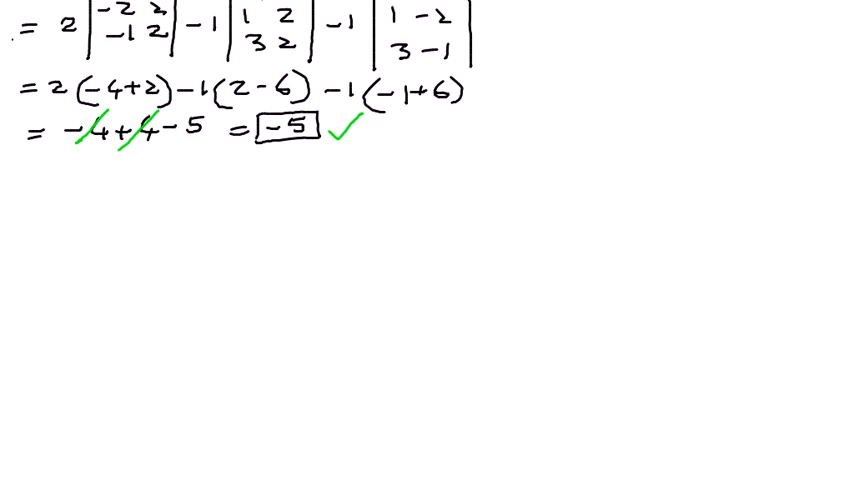 = 2 |-2 2| -1 |1 2| -1 |1 -2|
|-1 2| |3 2| |3 -1|
= 2 (-4+2) -1 (2-6) -1 (-1+6)
= -4+4-5 = -5 ✓